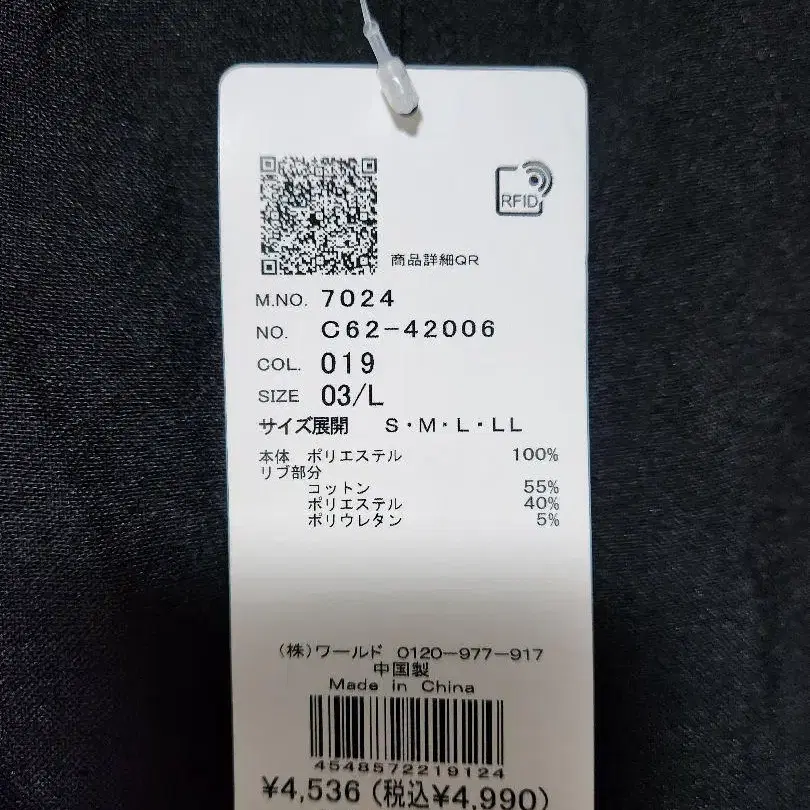 RFID
商品詳細QR
M.NO. 7024
NO. C62-42006
COL. 019
SIZE 03/L
サイズ展開 S・M・L・LL
本体 ポリエステル 100%
リブ部分
コットン 55%
ポリエステル 40%
ポリウレタン 5%
(株)ワールド 0120-977-917
中国製
Made in China
4548572219124
¥4,536 (税込¥4,990)